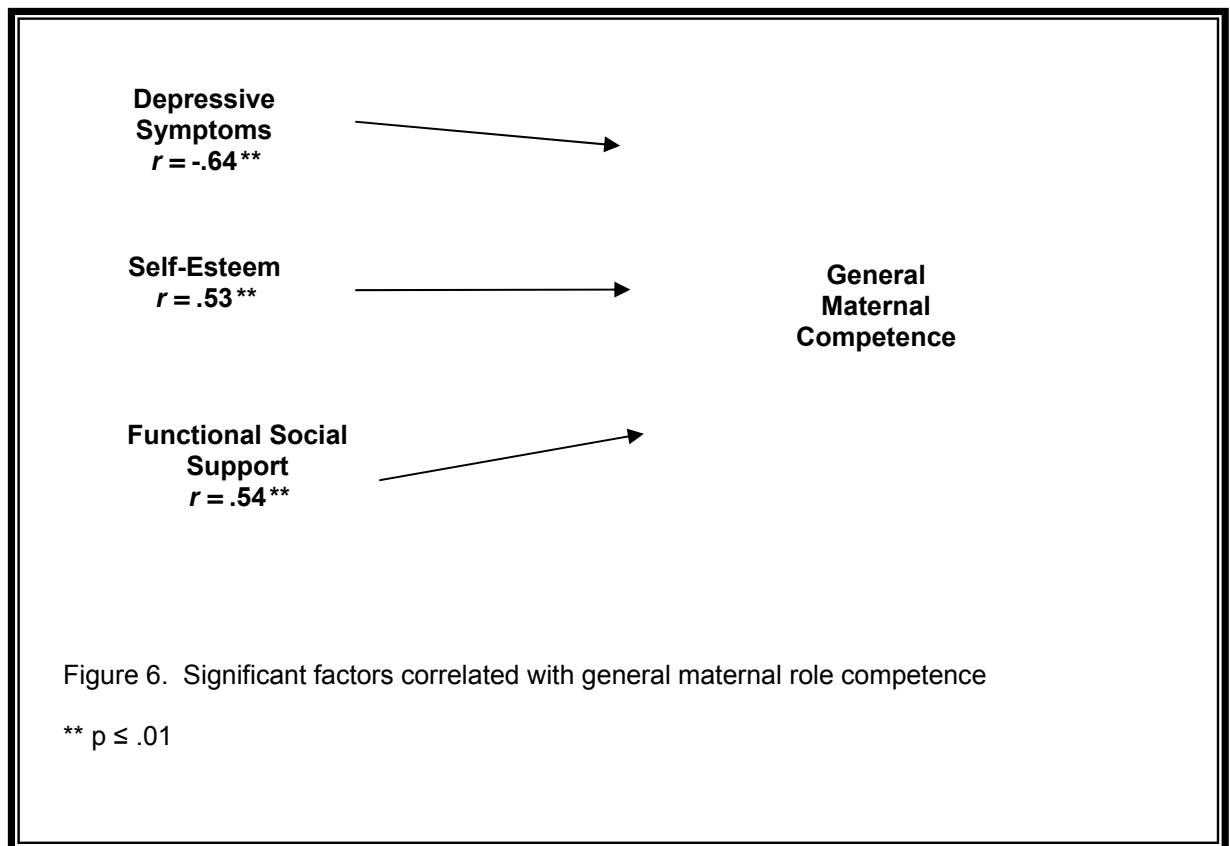 Depressive
Symptoms
r = -.64**
Self-Esteem
r = .53**
Functional Social
Support
r = .54**
General
Maternal
Competence
Figure 6.  Significant factors correlated with general maternal role competence
** p ≤ .01